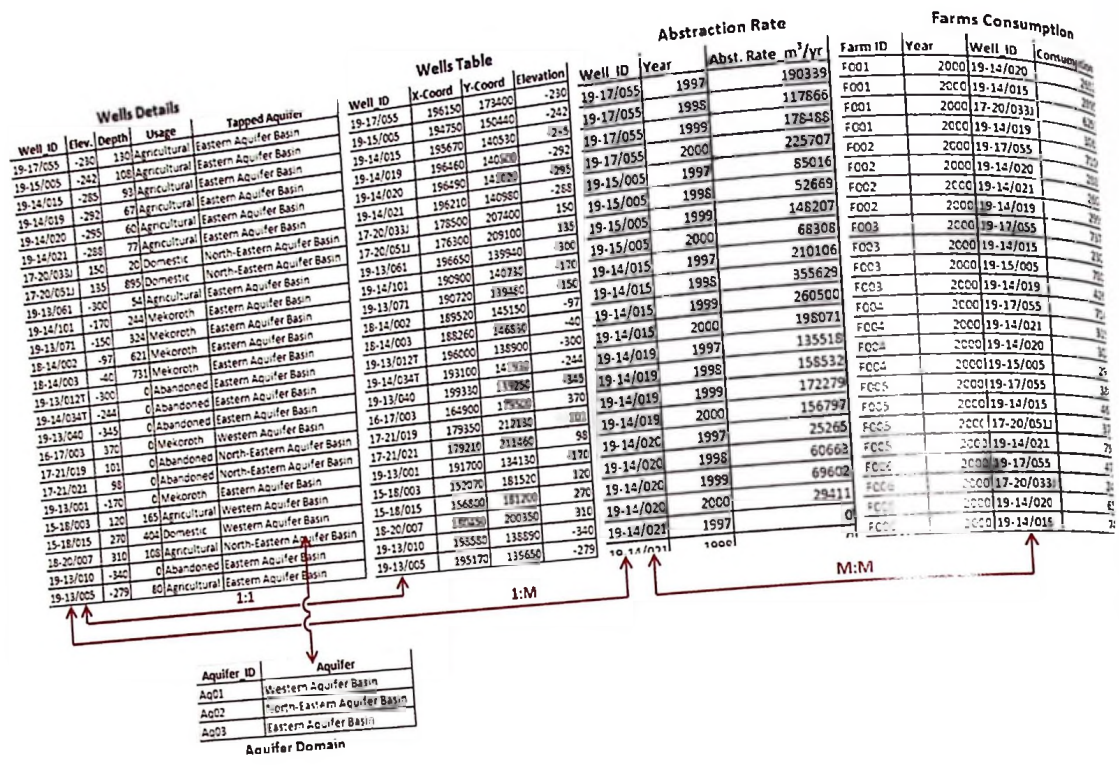 Wells Details
Well_ID Elev. Depth Usage Tapped Aquifer
19-17/055 -230 130 Agricultural Eastern Aquifer Basin
19-15/005 -242 108 Agricultural Eastern Aquifer Basin
19-14/015 -285 93 Agricultural Eastern Aquifer Basin
19-14/019 -292 67 Agricultural Eastern Aquifer Basin
19-14/020 -295 60 Agricultural Eastern Aquifer Basin
19-14/021 -288 77 Agricultural Eastern Aquifer Basin
17-20/033J 150 20 Domestic North-Eastern Aquifer Basin
17-20/051J 135 895 Domestic North-Eastern Aquifer Basin
19-13/061 -300 54 Agricultural Eastern Aquifer Basin
19-14/101 -170 244 Mekoroth Eastern Aquifer Basin
19-13/071 -150 324 Mekoroth Eastern Aquifer Basin
18-14/002 -97 621 Mekoroth Eastern Aquifer Basin
18-14/003 -40 731 Mekoroth Eastern Aquifer Basin
19-13/012T -300 0 Abandoned Eastern Aquifer Basin
19-14/034T -244 0 Abandoned Eastern Aquifer Basin
19-13/040 -345 0 Abandoned Eastern Aquifer Basin
16-17/003 370 0 Mekoroth Western Aquifer Basin
17-21/019 101 0 Abandoned North-Eastern Aquifer Basin
17-21/021 98 0 Abandoned North-Eastern Aquifer Basin
19-13/001 -170 0 Mekoroth Eastern Aquifer Basin
15-18/003 120 165 Agricultural Western Aquifer Basin
15-18/015 270 404 Domestic Western Aquifer Basin
18-20/007 310 108 Agricultural North-Eastern Aquifer Basin
19-13/010 -340 0 Abandoned Eastern Aquifer Basin
19-13/005 -279 80 Agricultural Eastern Aquifer Basin
Wells Table
Well_ID X-Coord Y-Coord Elevation
19-17/055 196150 173400 -230
19-15/005 194750 150440 -242
19-14/015 195670 140530
19-14/019 196460 -292
19-14/020 196490 -295
19-14/021 196210 140980 -288
17-20/033J 178500 207400 150
17-20/051J 176300 209100 135
19-13/061 196650 139940 -300
19-14/101 190900 140730 -170
19-13/071 190720 139450 -150
18-14/002 189520 145150 -97
18-14/003 188260 146850 -40
19-13/012T 196000 138900 -300
19-14/034T 193100 -244
19-13/040 199330 139250 -345
16-17/003 164900 370
17-21/019 179350 212130 101
17-21/021 179210 211460 98
19-13/001 191700 134130 -170
15-18/003 152070 181520 120
15-18/015 156800 181200 270
18-20/007 200350 310
19-13/010 138890 -340
19-13/005 195170 135650 -279
Abstraction Rate
Well_ID Year Abst. Rate_m³/yr
19-17/055 1997 190339
19-17/055 1998 117866
19-17/055 1999 178488
19-17/055 2000 225707
19-15/005 1997 85016
19-15/005 1998 52669
19-15/005 1999 148207
19-15/005 2000 68308
19-14/015 1997 210106
19-14/015 1998 355629
19-14/015 1999 260500
19-14/015 2000 198071
19-14/019 1997 135518
19-14/019 1998 158532
19-14/019 1999 172279
19-14/019 2000 156797
19-14/020 1997 25265
19-14/020 1998 60663
19-14/020 1999 69602
19-14/020 2000 29411
19-14/021 1997 0
19-14/021 1998
Farms Consumption
Farm ID Year Well_ID
F001 2000 19-14/020
F001 2000 19-14/015
F001 2000 17-20/033J
F001 2000 19-14/019
F002 2000 19-17/055
F002 2000 19-14/020
F002 2000 19-14/021
F002 2000 19-14/019
F003 2000 19-17/055
F003 2000 19-14/015
F003 2000 19-15/005
F003 2000 19-14/019
F004 2000 19-17/055
F004 2000 19-14/021
F004 2000 19-14/020
F004 2000 19-15/005
F005 2000 19-17/055
F005 2000 19-14/015
F005 2000 17-20/051J
F005 2000 19-14/021
F006 2000 19-17/055
F006 2000 17-20/033J
2000 19-14/020
2000 19-14/015
1:1
1:M
M:M
Aquifer_ID Aquifer
Aq01 Western Aquifer Basin
Aq02 North-Eastern Aquifer Basin
Aq03 Eastern Aquifer Basin
Aquifer Domain